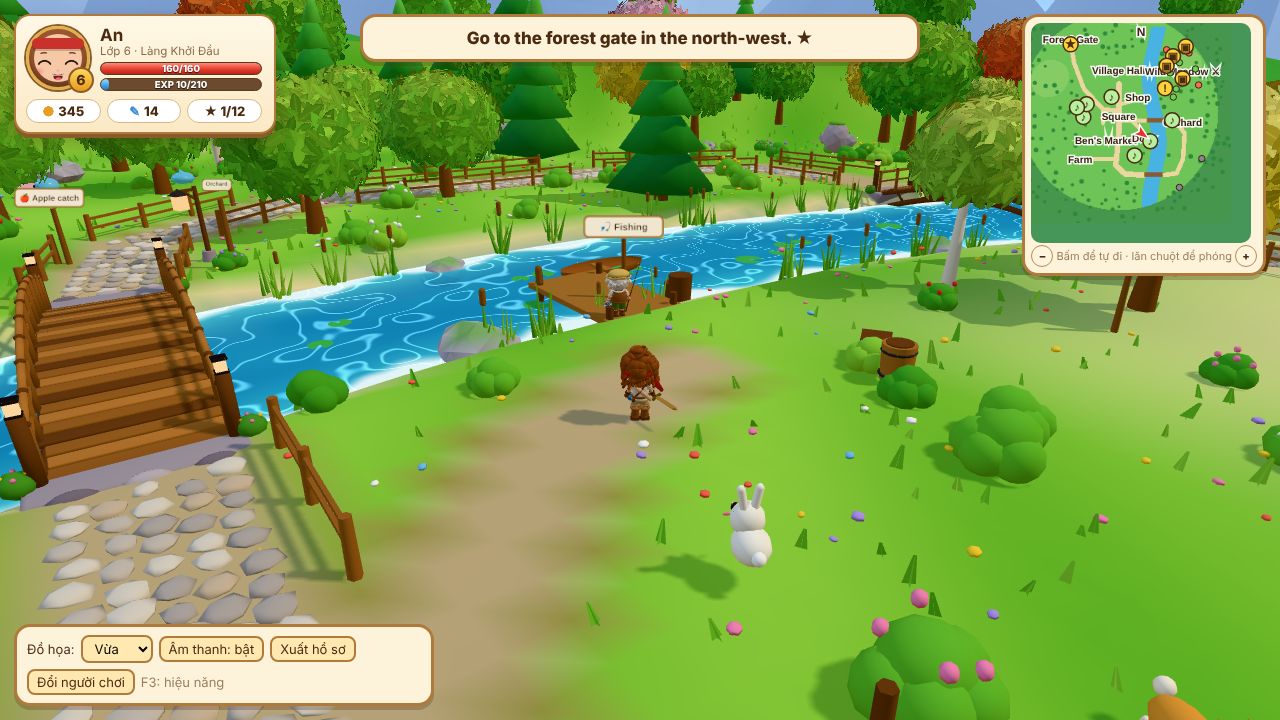 An
Lớp 6 · Làng Khởi Đầu
160/160
EXP 10/210
6
345
14
★ 1/12
Go to the forest gate in the north-west. ★
N
Village Hall
Shop
Square
Ben's Market
Farm
Bấm để tự đi · lăn chuột để phóng
Orchard
Apple catch
Fishing
Đồ họa:
Vừa
Âm thanh: bật
Xuất hồ sơ
Đổi người chơi
F3: hiệu năng